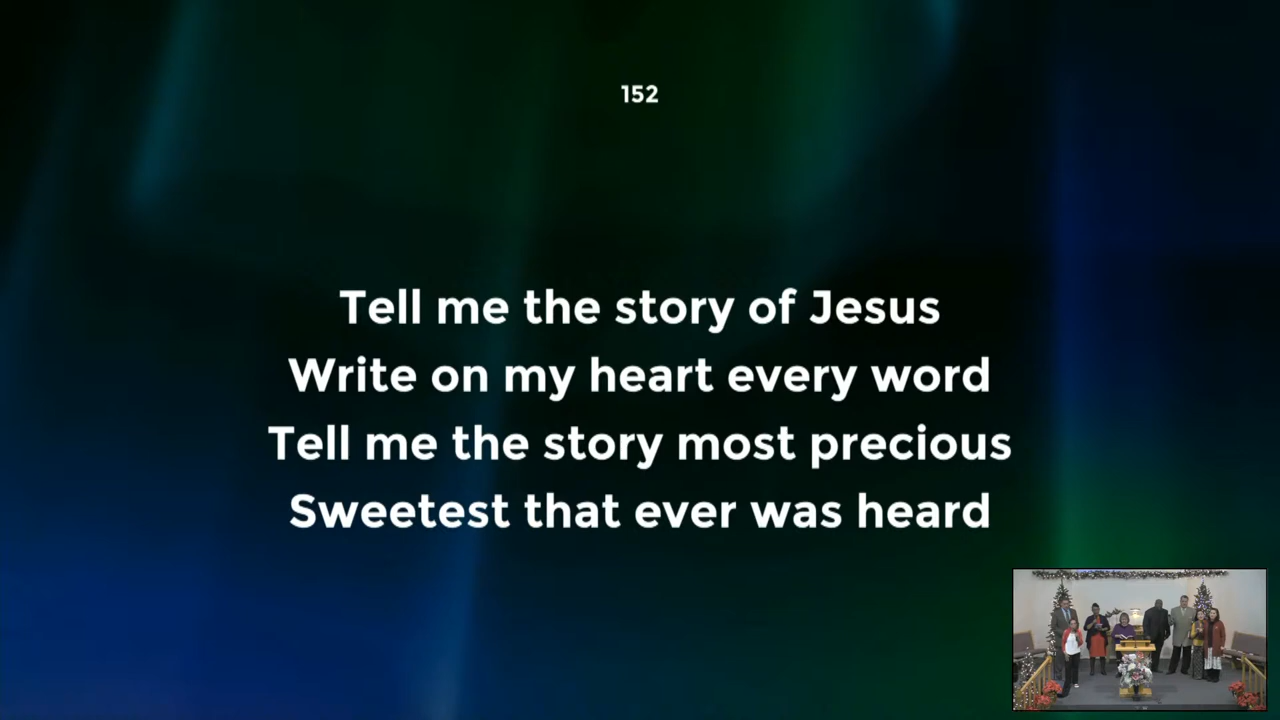 152
Tell me the story of Jesus
Write on my heart every word
Tell me the story most precious
Sweetest that ever was heard